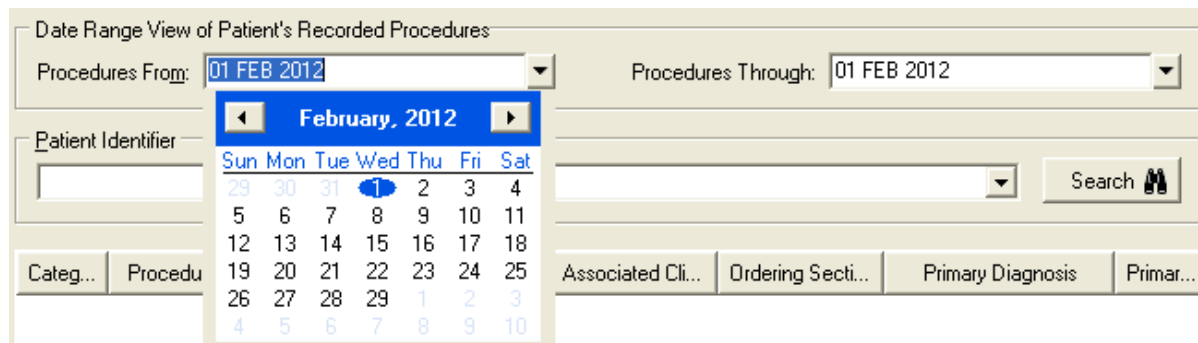 Date Range View of Patient's Recorded Procedures
Procedures From: 01 FEB 2012 Procedures Through: 01 FEB 2012
February, 2012
Patient Identifier
Sun Mon Tue Wed Thu Fri Sat
29 30 31 1 2 3 4
Search
5 6 7 8 9 10 11
12 13 14 15 16 17 18
Categ... Procedu Associated Cli... Ordering Secti... Primary Diagnosis Primar...
19 20 21 22 23 24 25
26 27 28 29 1 2 3
4 5 6 7 8 9 10